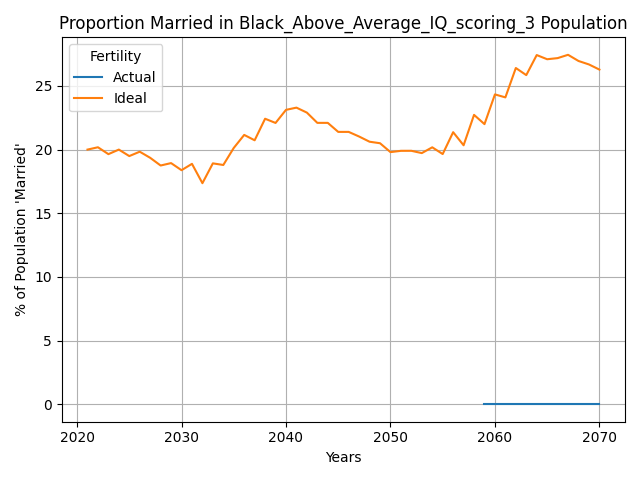 Proportion Married in Black_Above_Average_IQ_scoring_3 Population
Fertility
Actual
Ideal
% of Population 'Married'
25
20
15
10
5
0
2020 2030 2040 2050 2060 2070
Years